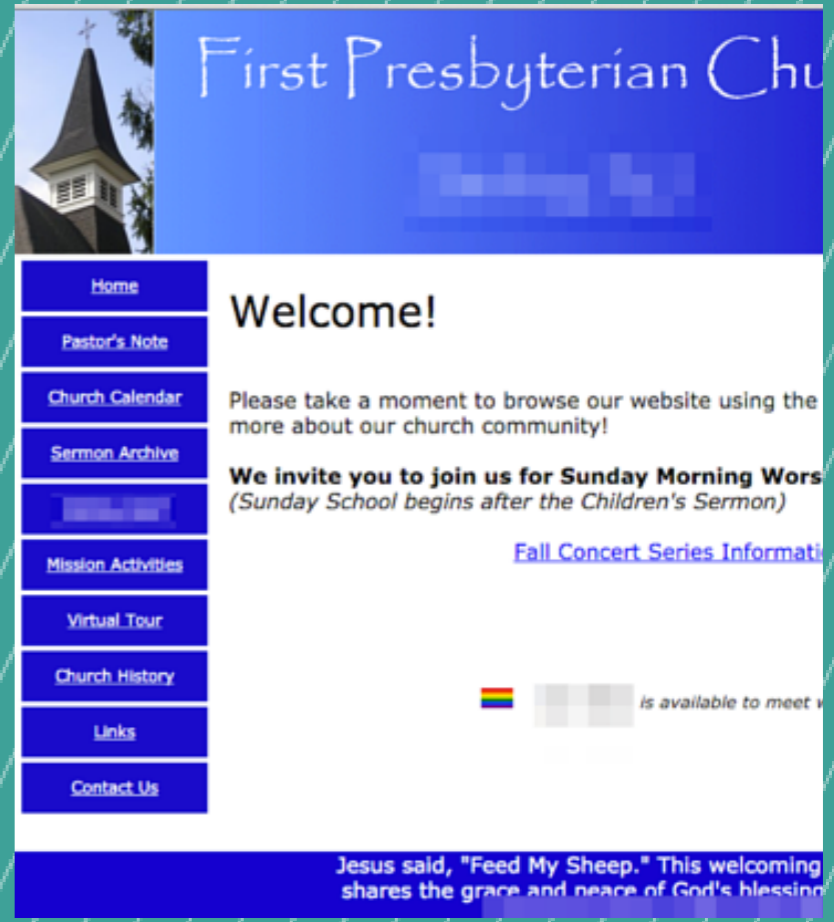 First Presbyterian Chu
Home
Pastor's Note
Church Calendar
Sermon Archive
Mission Activities
Virtual Tour
Church History
Links
Contact Us
Welcome!
Please take a moment to browse our website using the
more about our church community!
We invite you to join us for Sunday Morning Wors
(Sunday School begins after the Children's Sermon)
Fall Concert Series Informati
is available to meet w
Jesus said, "Feed My Sheep." This welcoming
shares the grace and peace of God's blessing